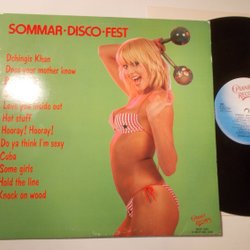 SOMMAR·DISCO·FEST
Dchingis Khan
Does your mother know
Love you inside out
Hot stuff
Hooray! Hooray!
Do ya think I'm sexy
Cuba
Some girls
Hold the line
Knock on wood